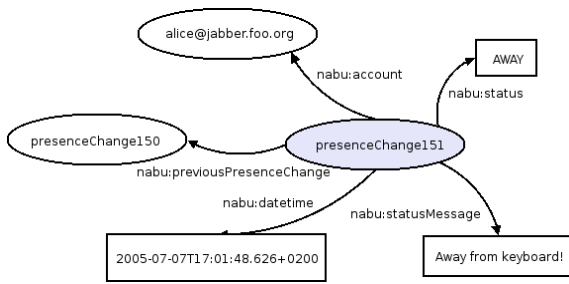 alice@jabber.foo.org
AWAY
nabu:account
nabu:status
presenceChange150
presenceChange151
nabu:previousPresenceChange
nabu:datetime
nabu:statusMessage
2005-07-07T17:01:48.626+0200
Away from keyboard!